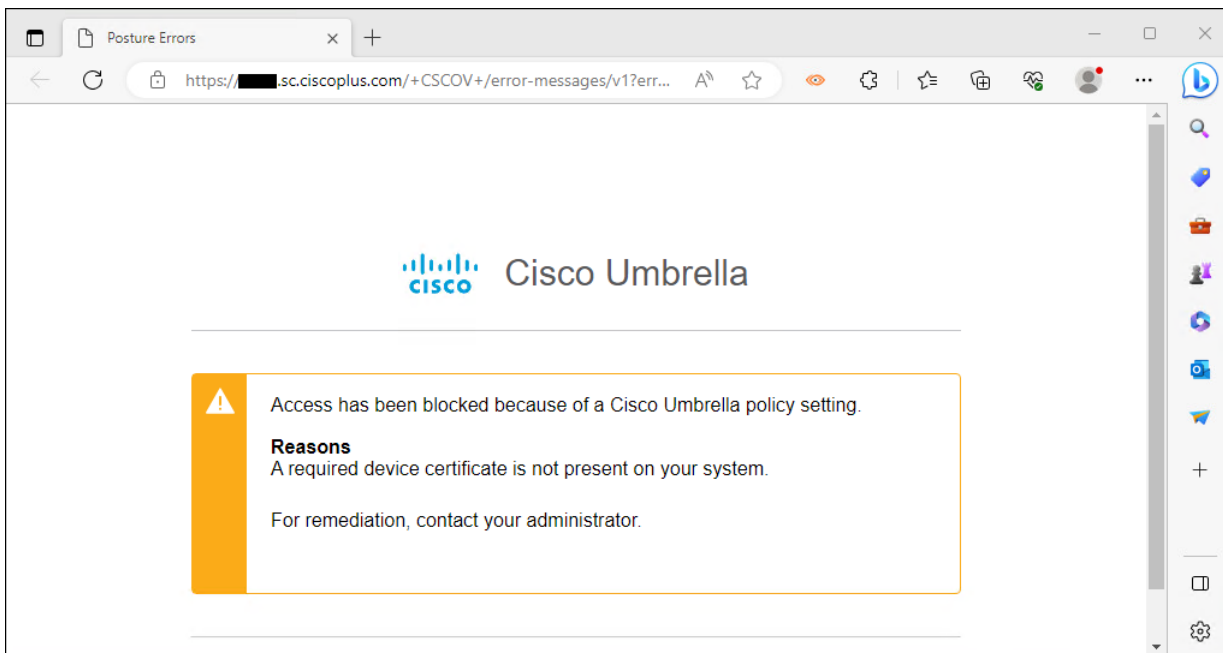 Posture Errors
https:// .sc.ciscoplus.com/+CSCOV+/error-messages/v1?err...
CISCO
Cisco Umbrella
Access has been blocked because of a Cisco Umbrella policy setting.
Reasons
A required device certificate is not present on your system.
For remediation, contact your administrator.